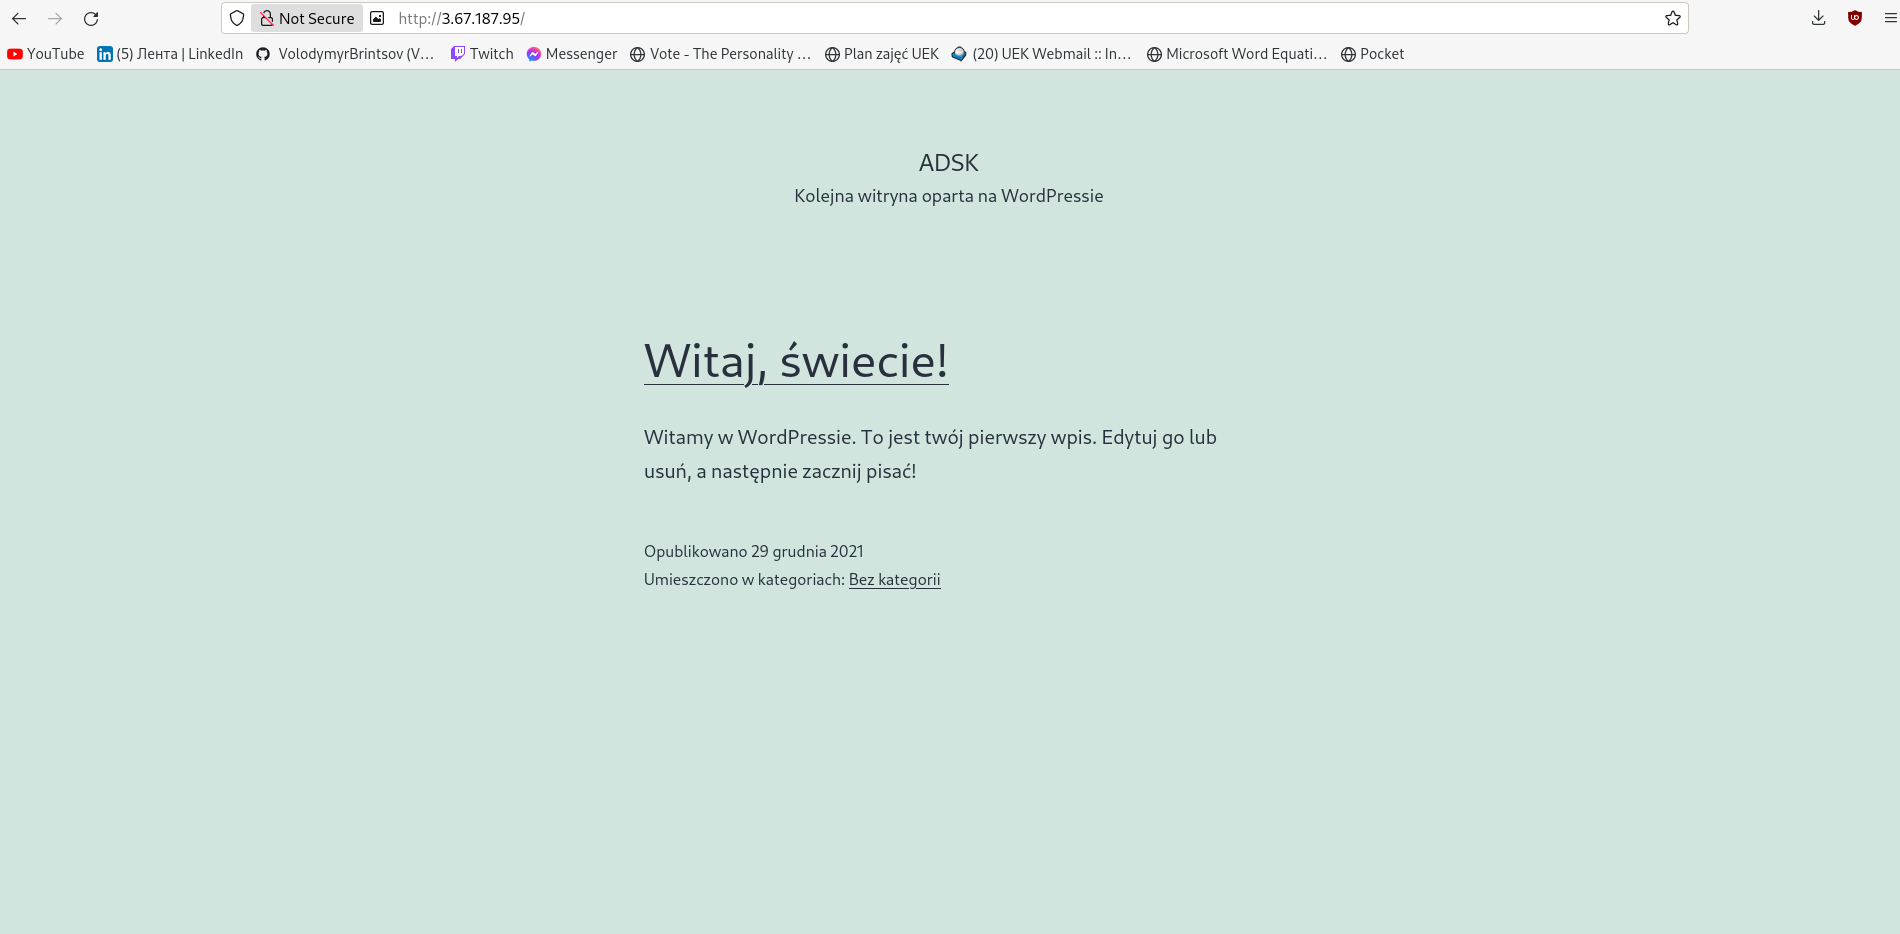 Not Secure http://3.67.187.95/
YouTube (5) Лента | LinkedIn VolodymyrBrintsov (V… Twitch Messenger Vote - The Personality … Plan zajęć UEK (20) UEK Webmail :: In… Microsoft Word Equati… Pocket
ADSK
Kolejna witryna oparta na WordPressie
Witaj, świecie!
Witamy w WordPressie. To jest twój pierwszy wpis. Edytuj go lub
usuń, a następnie zacznij pisać!
Opublikowano 29 grudnia 2021
Umieszczono w kategoriach: Bez kategorii